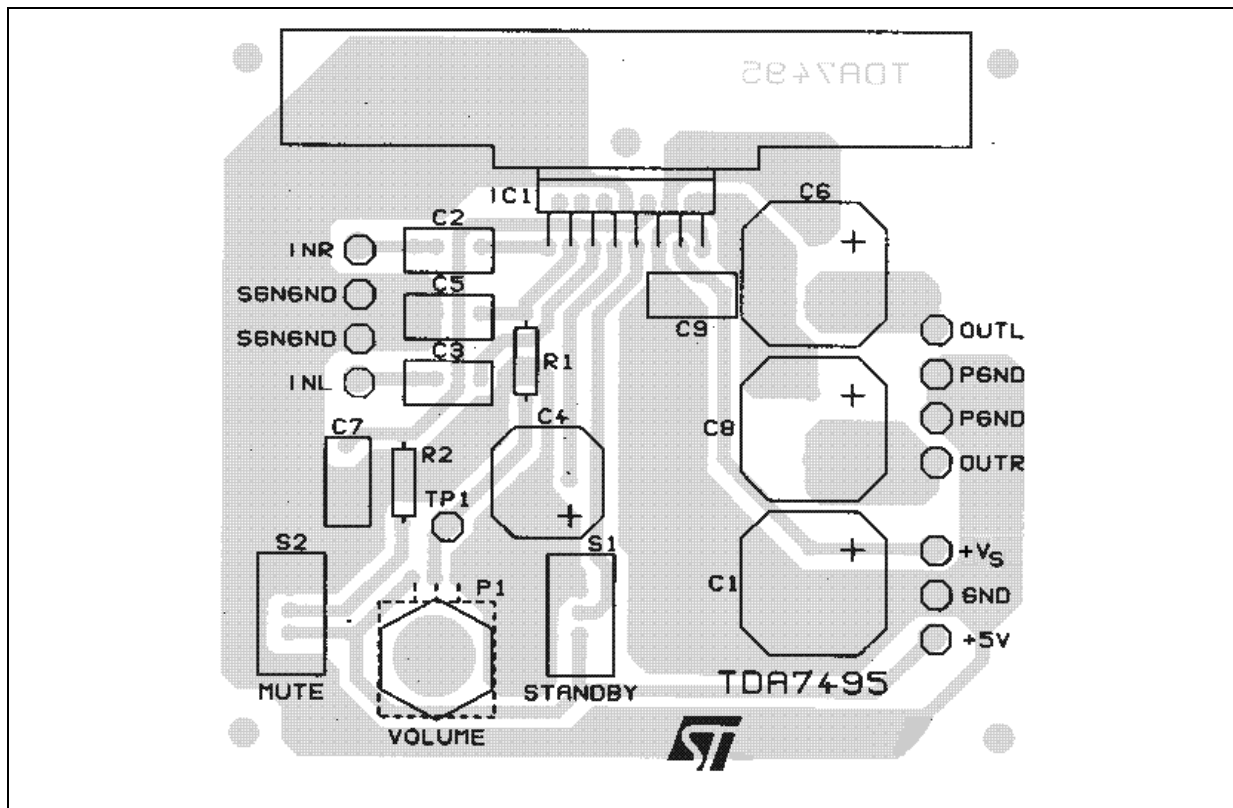 TDA7495
IC1
C6
C2
INR
C5
SGNGND
C9
OUTL
SGNGND
C3
R1
PGND
INL
C4
PGND
C7
C8
R2
OUTR
TP1
S2
S1
+VS
P1
C1
GND
+5V
MUTE
STANDBY
TDA7495
VOLUME
ST